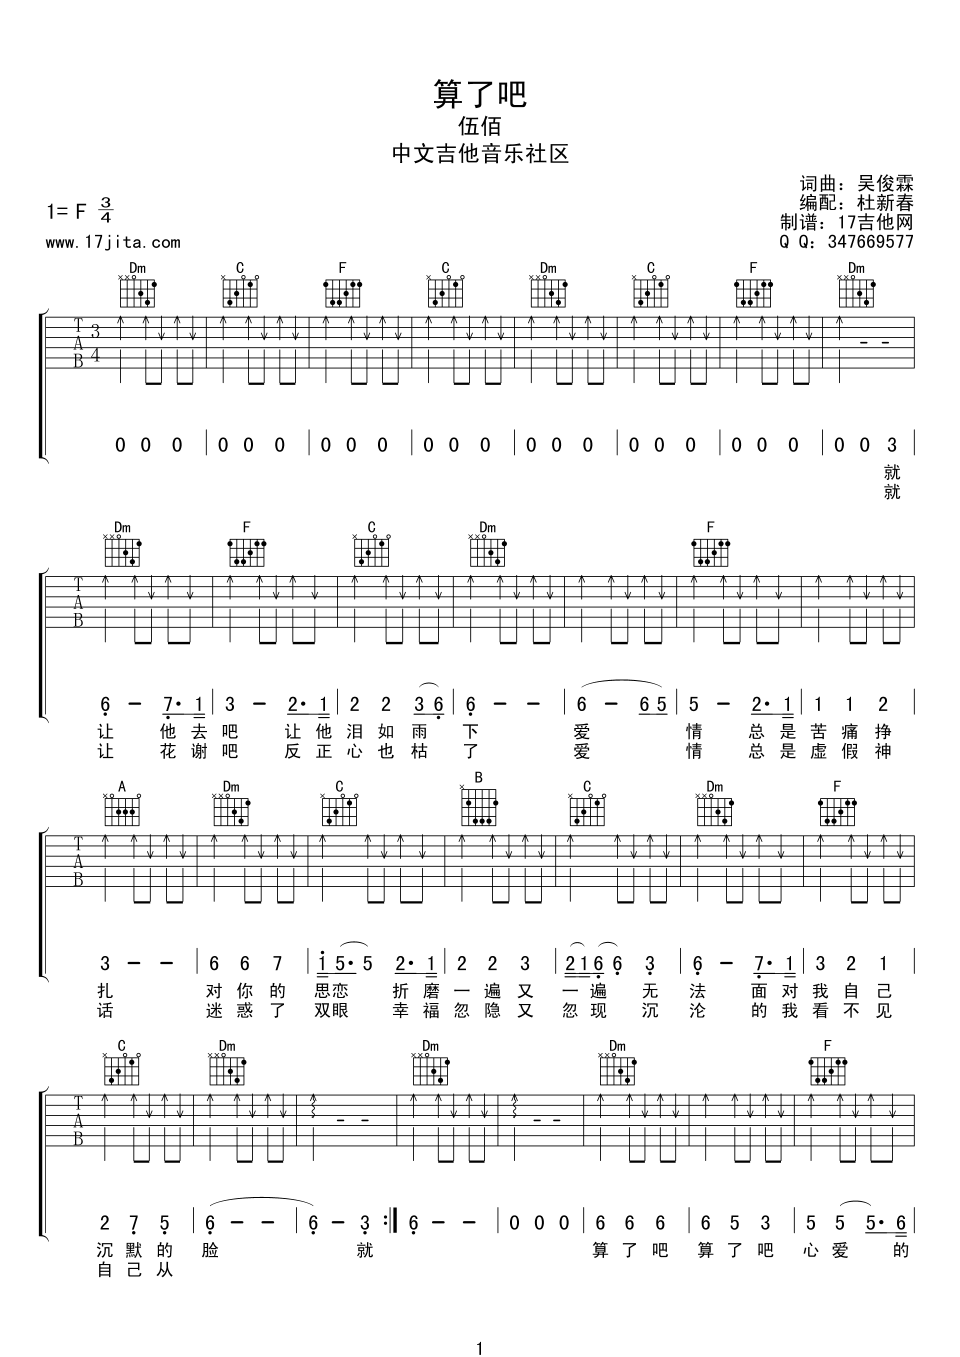 算了吧
伍佰
中文吉他音乐社区
词曲：吴俊霖
编配：杜新春
制谱：17吉他网
Q Q：347669577
1= F 3/4
www.17jita.com
Dm C F C Dm C F Dm
T A B 3 4
0 0 0 | 0 0 0 | 0 0 0 | 0 0 0 | 0 0 0 | 0 0 0 | 0 0 0 | 0 0 3
就
就
Dm F C Dm F
T A B
6 - 7· 1 | 3 - 2· 1 | 2 2 3 6 | 6 - - | 6 - 6 5 | 5 - 2· 1 | 1 1 2
让 他 去 吧 让 他 泪 如 雨 下 爱 情 总 是 苦 痛 挣
让 花 谢 吧 反 正 心 也 枯 了 爱 情 总 是 虚 假 神
A Dm C B C Dm F
T A B
3 - - | 6 6 7 | 1 5· 5 2· 1 | 2 2 3 | 2 1 6 6 3 | 6 - 7· 1 | 3 2 1
扎 对 你 的 思 恋 折 磨 一 遍 又 一 遍 无 法 面 对 我 自 己
话 迷 惑 了 双 眼 幸 福 忽 隐 又 忽 现 沉 沦 的 我 看 不 见
C Dm Dm Dm F
T A B
2 7 5 | 6 - - | 6 - 3 :| 6 - - | 0 0 0 | 6 6 6 | 6 5 3 | 5 5 5· 6
沉 默 的 脸 就 算 了 吧 算 了 吧 心 爱 的
自 己 从
1